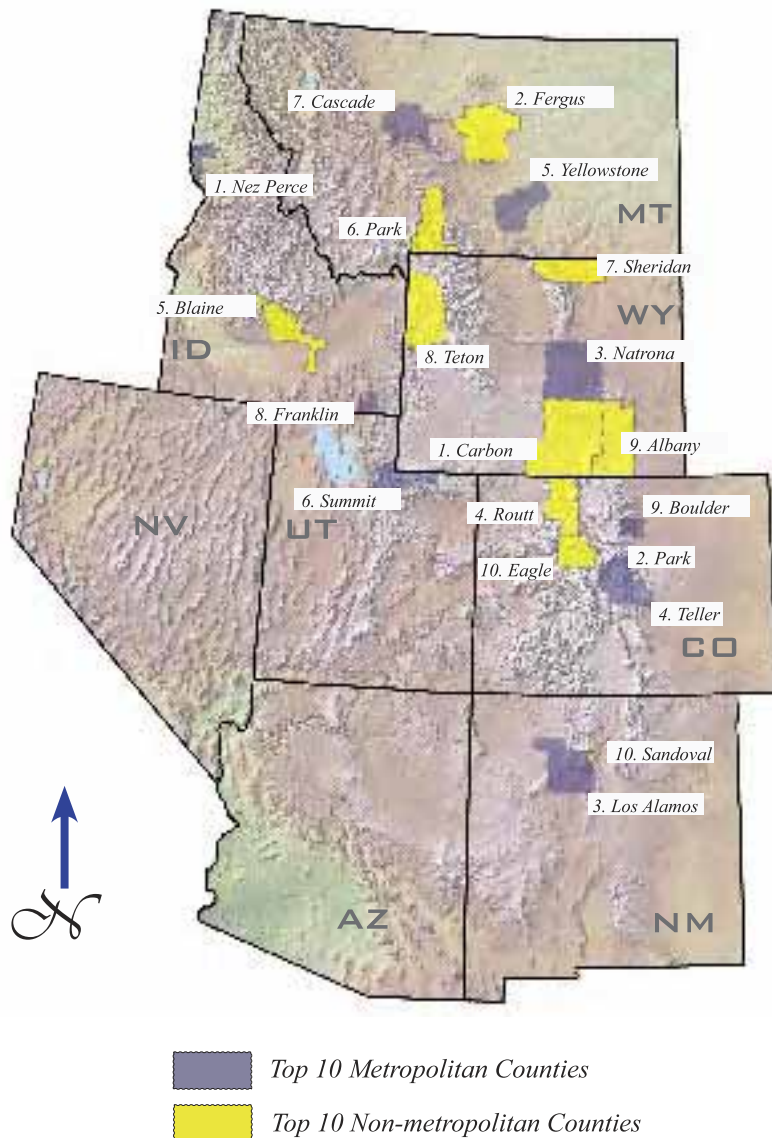 7. Cascade
2. Fergus
1. Nez Perce
5. Yellowstone
MT
6. Park
7. Sheridan
5. Blaine
WY
ID
8. Teton
3. Natrona
8. Franklin
1. Carbon
9. Albany
6. Summit
NV
UT
4. Routt
9. Boulder
2. Park
10. Eagle
4. Teller
CO
10. Sandoval
3. Los Alamos
N
AZ
NM
Top 10 Metropolitan Counties
Top 10 Non-metropolitan Counties